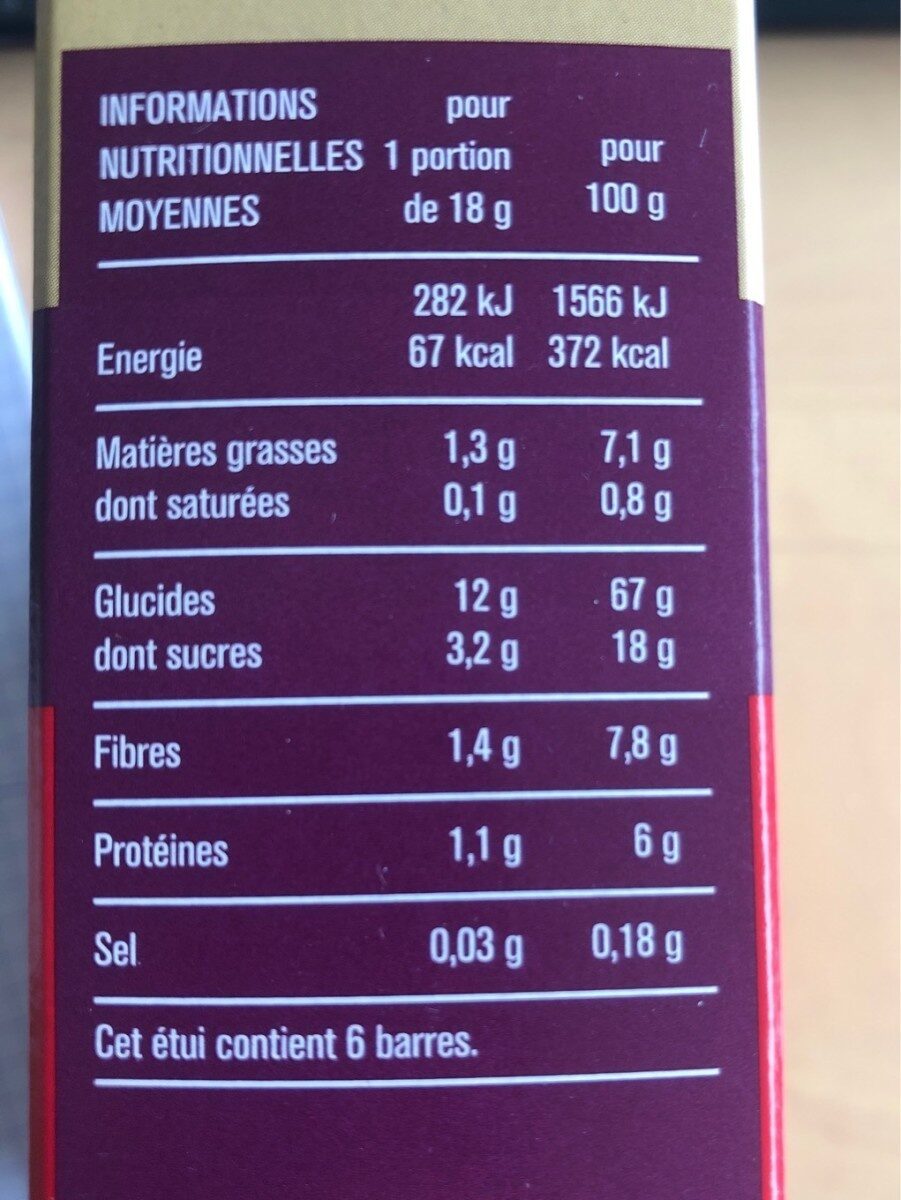 INFORMATIONS pour
NUTRITIONNELLES 1 portion pour
MOYENNES de 18 g 100 g
282 kJ 1566 kJ
Energie 67 kcal 372 kcal
Matières grasses 1,3 g 7,1 g
dont saturées 0,1 g 0,8 g
Glucides 12 g 67 g
dont sucres 3,2 g 18 g
Fibres 1,4 g 7,8 g
Protéines 1,1 g 6 g
Sel 0,03 g 0,18 g
Cet étui contient 6 barres.